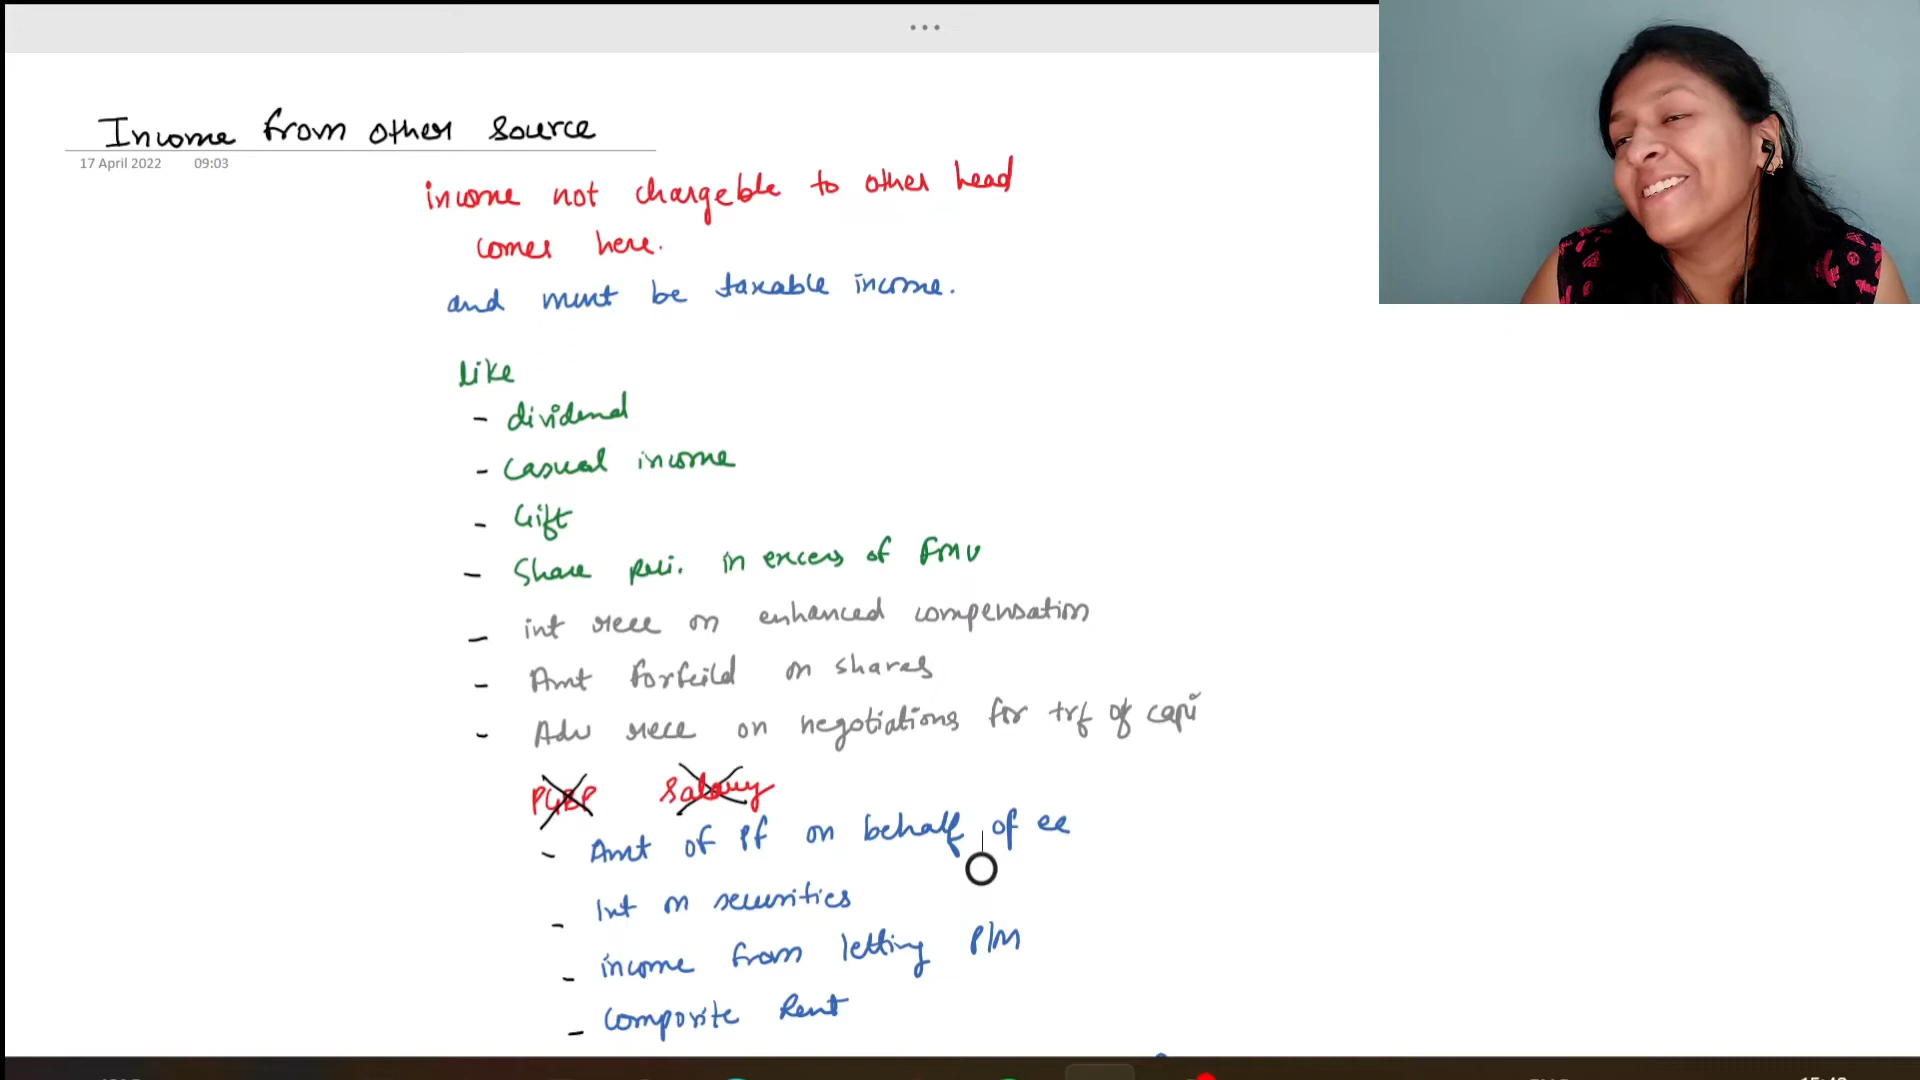 Income from other source
17 April 2022 09:03
income not chargeble to other head
comes here.
and must be taxable income.
like
- dividend
- Casual income
- Gift
- Share in excess of FMV
- int rece on enhanced compensation
- Amt forfeild on shares
- Adv rece on negotiations for trf of capi
PGBP Salary
- Amt of Pf on behalf of ee
- Int on securities
- income from letting P/M
- Composite Rent